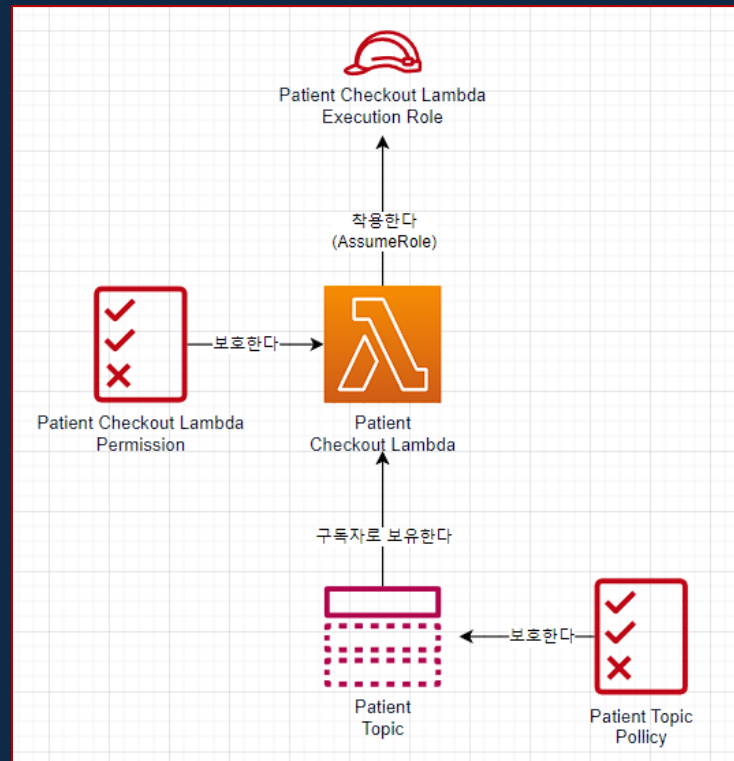 Patient Checkout Lambda
Execution Role
착용한다
(AssumeRole)
보호한다
Patient Checkout Lambda
Permission
Patient
Checkout Lambda
구독자로 보유한다
보호한다
Patient
Topic
Patient Topic
Pollicy